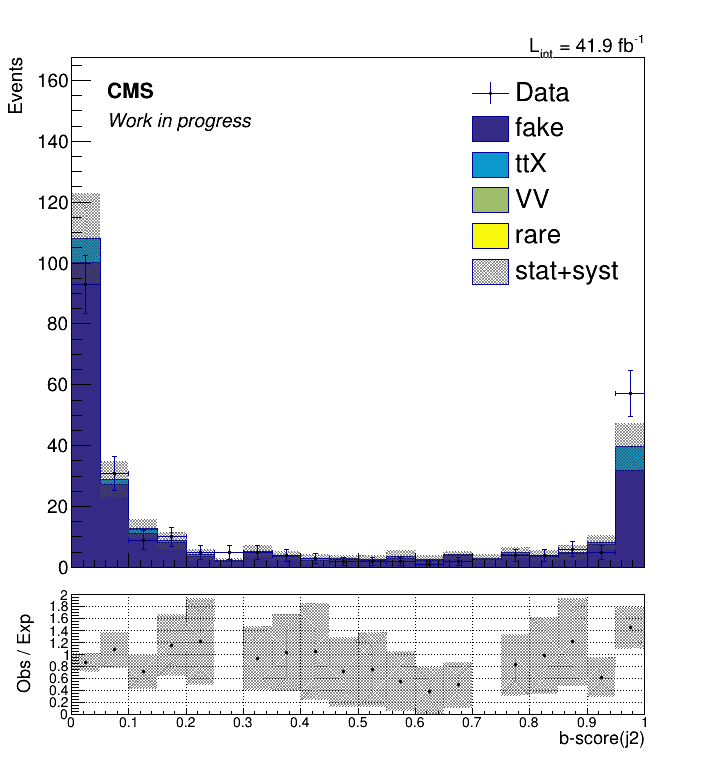 L_int = 41.9 fb^-1
Events
160
140
120
100
80
60
40
20
0
CMS
Work in progress
Data
fake
ttX
VV
rare
stat+syst
Obs / Exp
2
1.8
1.6
1.4
1.2
1
0.8
0.6
0.4
0.2
0
0 0.1 0.2 0.3 0.4 0.5 0.6 0.7 0.8 0.9 1
b-score(j2)